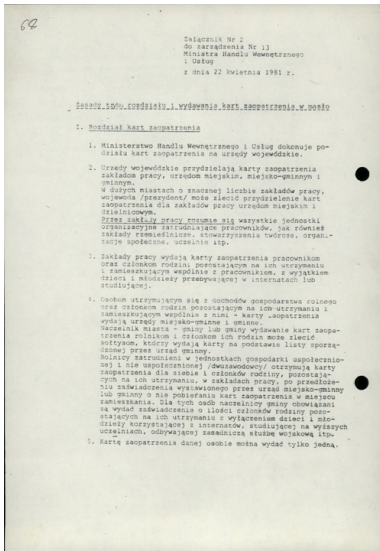 68
Załącznik Nr 2
do zarządzenia Nr 13
Ministra Handlu Wewnętrznego
i Usług
z dnia 22 kwietnia 1981 r.
Zasady trybu rozdziału i wydawania kart zaopatrzenia w masło
I. Rozdział kart zaopatrzenia
1. Ministerstwo Handlu Wewnętrznego i Usług dokonuje po-
działu kart zaopatrzenia na urzędy wojewódzkie.
2. Urzędy wojewódzkie przydzielają karty zaopatrzenia
zakładom pracy, urzędom miejskim, miejsko-gminnym i
gminnym.
W dużych miastach o znacznej liczbie zakładów pracy,
wojewoda /prezydent/ może zlecić przydzielenie kart
zaopatrzenia dla zakładów pracy urzędom miejskim i
dzielnicowym.
Przez zakłady pracy rozumie się wszystkie jednostki
organizacyjne zatrudniające pracowników, jak również
zakłady rzemieślnicze, stowarzyszenia twórcze, organi-
zacje społeczne, uczelnie itp.
3. Zakłady pracy wydają karty zaopatrzenia pracownikom
oraz członkom rodzini pozostającym na ich utrzymaniu
i zamieszkującym wspólnie z pracownikiem, z wyjątkiem
dzieci i młodzieży przebywającej w internatach lub
studiującej.
4. Osobom utrzymującym się z dochodów gospodarstwa rolnego
oraz członkom rodzin pozostającym na ich utrzymaniu i
zamieszkującym wspólnie z nimi - karty zaopatrzenia
wydają urzędy miejsko-gminne i gminne.
Naczelnik miasta - gminy lub gminy wydawanie kart zaopa-
trzenia rolnikom i członkom ich rodzin może zlecić
sołtysom, którzy wydają karty na podstawie listy sporzą-
dzonej przez urząd gminny.
Rolnicy zatrudnieni w jednostkach gospodarki uspołecznio-
nej i nie uspołecznionej /dwuzawodowcy/ otrzymują karty
zaopatrzenia dla siebie i członków rodziny, pozostają-
cych na ich utrzymaniu, w zakładach pracy, po przedłoże-
niu zaświadczenia wystawionego przez urząd miejsko-gminny
lub gminny o nie pobieraniu kart zaopatrzenia w miejscu
zamieszkania. Dla tych osób naczelnicy gminy obowiązani
są wydać zaświadczenie o ilości członków rodziny pozo-
stających na ich utrzymaniu z wyłączeniem dzieci i mło-
dzieży korzystającej z internatów, studiującej na wyższych
uczelniach, odbywającej zasadniczą służbę wojskową itp.
5. Kartę zaopatrzenia danej osobie można wydać tylko jedną.